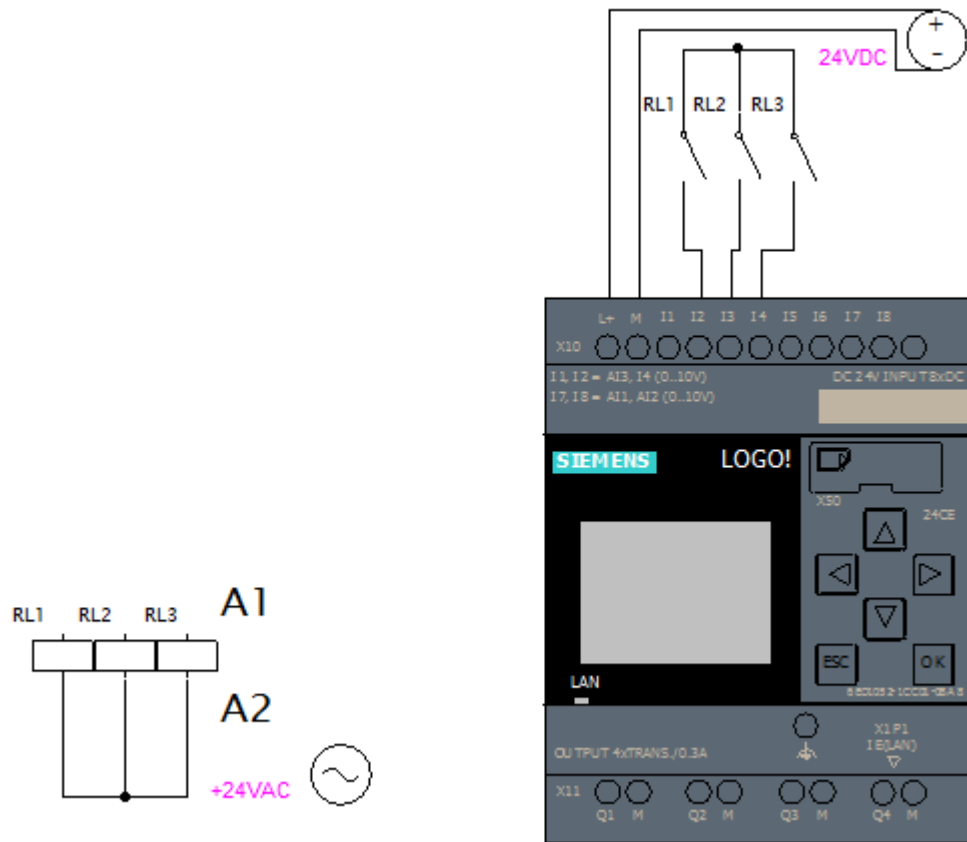 +
24VDC
-
RL1 RL2 RL3
L+ M I1 I2 I3 I4 I5 I6 I7 I8
X10
I1, I2 = AI3, I4 (0..10V)
DC 24V INPUT 8xDC
I7, I8 = AI1, AI2 (0..10V)
SIEMENS
LOGO!
X50
24CE
RL1 RL2 RL3
A1
ESC
OK
LAN
A2
X1P1
OUTPUT 4xTRANS./0.3A
IE(LAN)
+24VAC
X11
Q1 M Q2 M Q3 M Q4 M